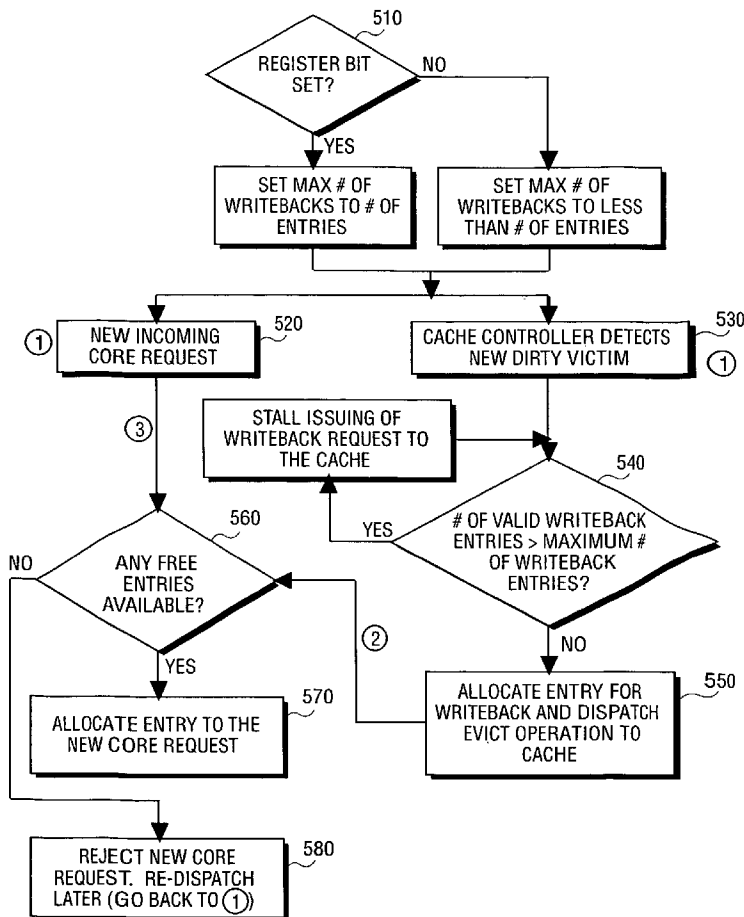 510
REGISTER BIT
SET?
NO
YES
SET MAX # OF
WRITEBACKS TO # OF
ENTRIES
SET MAX # OF
WRITEBACKS TO LESS
THAN # OF ENTRIES
1
NEW INCOMING
CORE REQUEST
520
CACHE CONTROLLER DETECTS
NEW DIRTY VICTIM
530
1
3
STALL ISSUING OF
WRITEBACK REQUEST TO
THE CACHE
540
# OF VALID WRITEBACK
ENTRIES > MAXIMUM #
OF WRITEBACK
ENTRIES?
YES
NO
560
ANY FREE
ENTRIES
AVAILABLE?
NO
YES
2
ALLOCATE ENTRY FOR
WRITEBACK AND DISPATCH
EVICT OPERATION TO
CACHE
550
ALLOCATE ENTRY TO THE
NEW CORE REQUEST
570
REJECT NEW CORE
REQUEST. RE-DISPATCH
LATER (GO BACK TO 1)
580